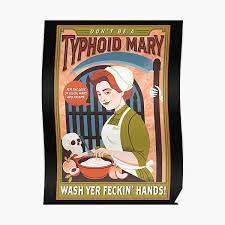 DON'T BE A
TYPHOID MARY
WASH YER FECKIN' HANDS!